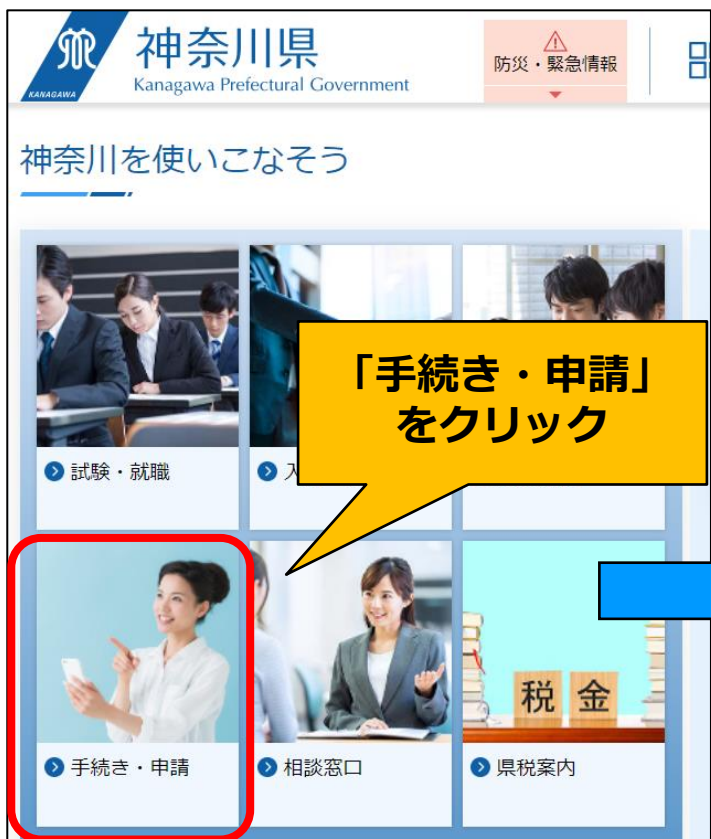 神奈川県
Kanagawa Prefectural Government
KANAGAWA
防災・緊急情報
神奈川を使いこなそう
「手続き・申請」
をクリック
試験・就職
入
手続き・申請
相談窓口
税金
県税案内